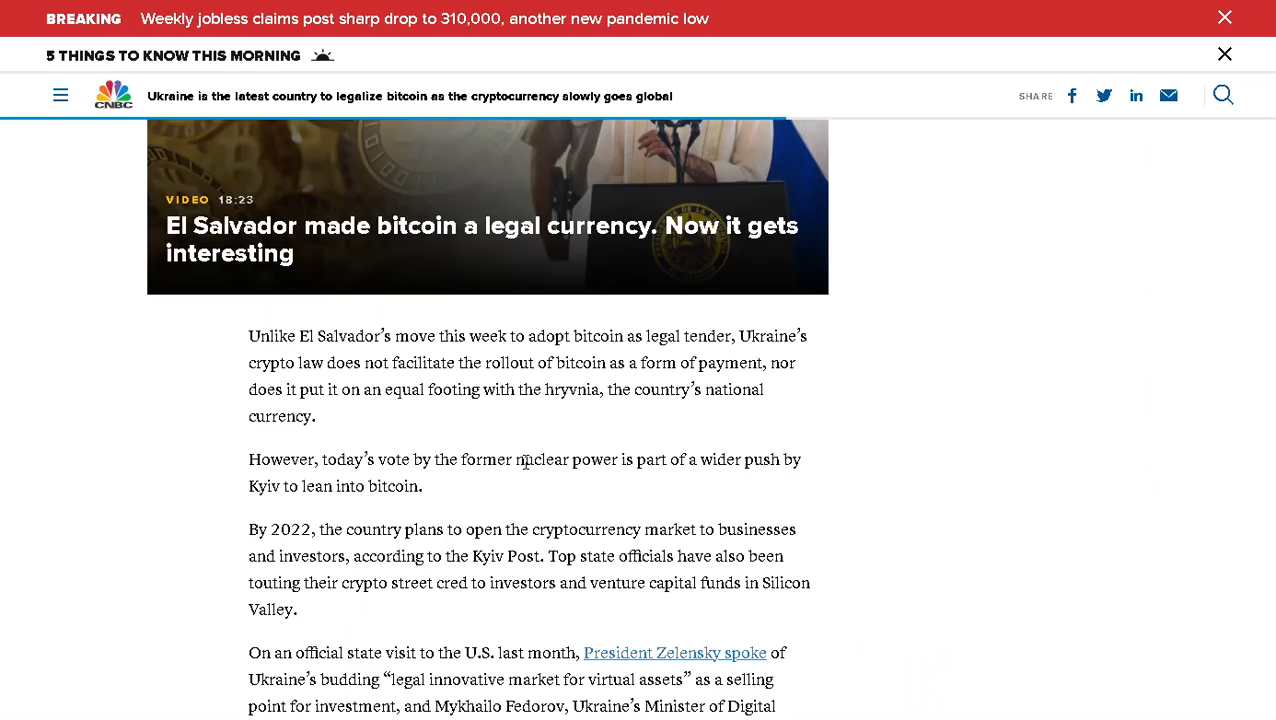 BREAKING Weekly jobless claims post sharp drop to 310,000, another new pandemic low
5 THINGS TO KNOW THIS MORNING
CNBC Ukraine is the latest country to legalize bitcoin as the cryptocurrency slowly goes global SHARE
VIDEO 18:23
El Salvador made bitcoin a legal currency. Now it gets
interesting
Unlike El Salvador’s move this week to adopt bitcoin as legal tender, Ukraine’s
crypto law does not facilitate the rollout of bitcoin as a form of payment, nor
does it put it on an equal footing with the hryvnia, the country’s national
currency.
However, today’s vote by the former nuclear power is part of a wider push by
Kyiv to lean into bitcoin.
By 2022, the country plans to open the cryptocurrency market to businesses
and investors, according to the Kyiv Post. Top state officials have also been
touting their crypto street cred to investors and venture capital funds in Silicon
Valley.
On an official state visit to the U.S. last month, President Zelensky spoke of
Ukraine’s budding “legal innovative market for virtual assets” as a selling
point for investment, and Mykhailo Fedorov, Ukraine’s Minister of Digital